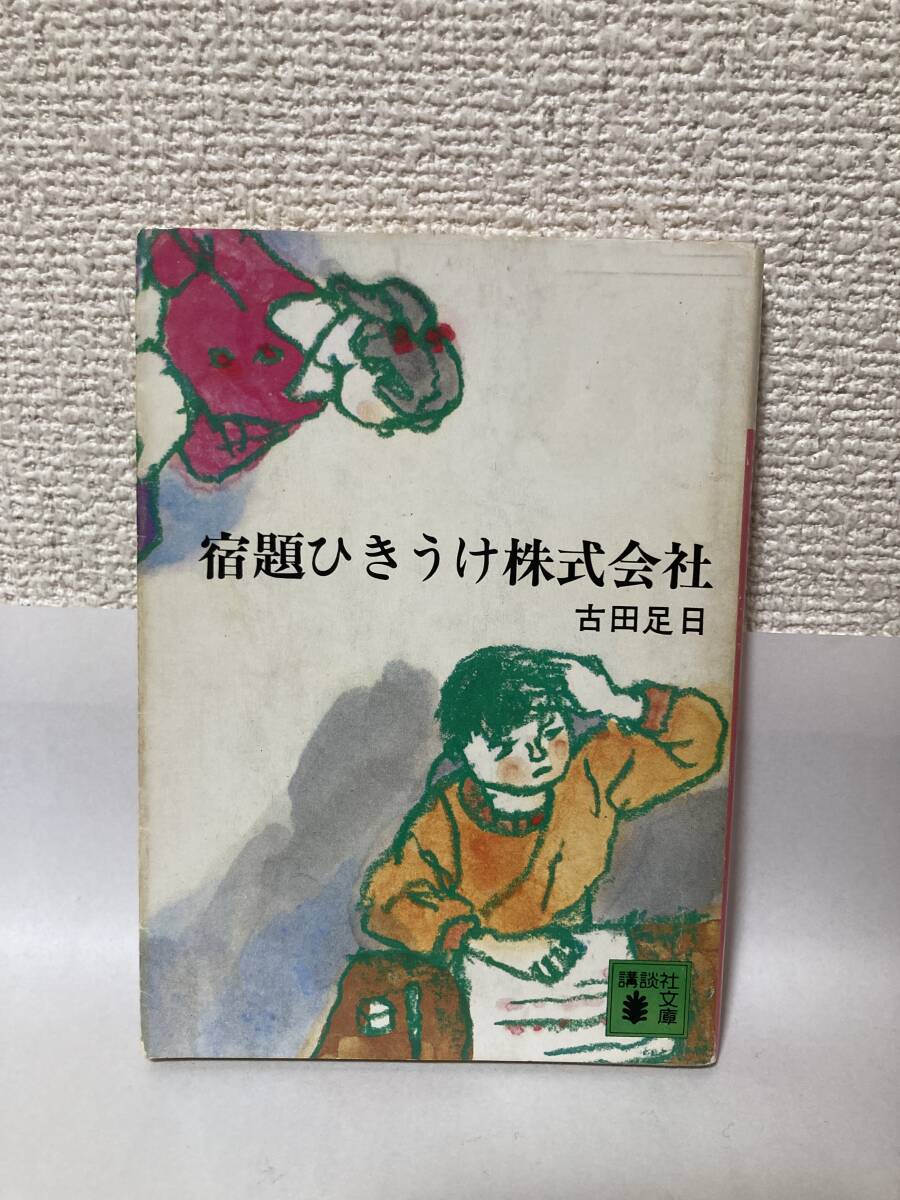 宿題ひきうけ株式会社
古田足日
講談社
文庫